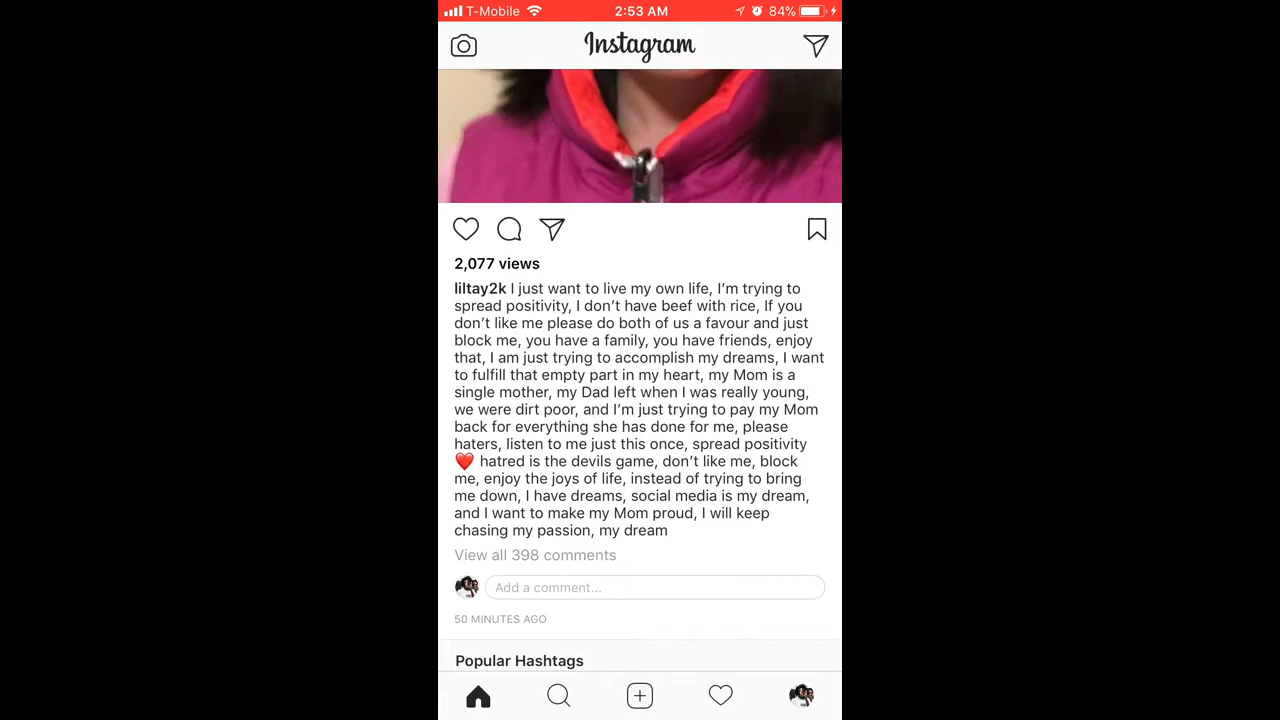 T-Mobile 2:53 AM 84%
Instagram
2,077 views
liltay2k I just want to live my own life, I'm trying to
spread positivity, I don't have beef with rice, If you
don't like me please do both of us a favour and just
block me, you have a family, you have friends, enjoy
that, I am just trying to accomplish my dreams, I want
to fulfill that empty part in my heart, my Mom is a
single mother, my Dad left when I was really young,
we were dirt poor, and I'm just trying to pay my Mom
back for everything she has done for me, please
haters, listen to me just this once, spread positivity
❤️ hatred is the devils game, don't like me, block
me, enjoy the joys of life, instead of trying to bring
me down, I have dreams, social media is my dream,
and I want to make my Mom proud, I will keep
chasing my passion, my dream
View all 398 comments
Add a comment...
50 MINUTES AGO
Popular Hashtags